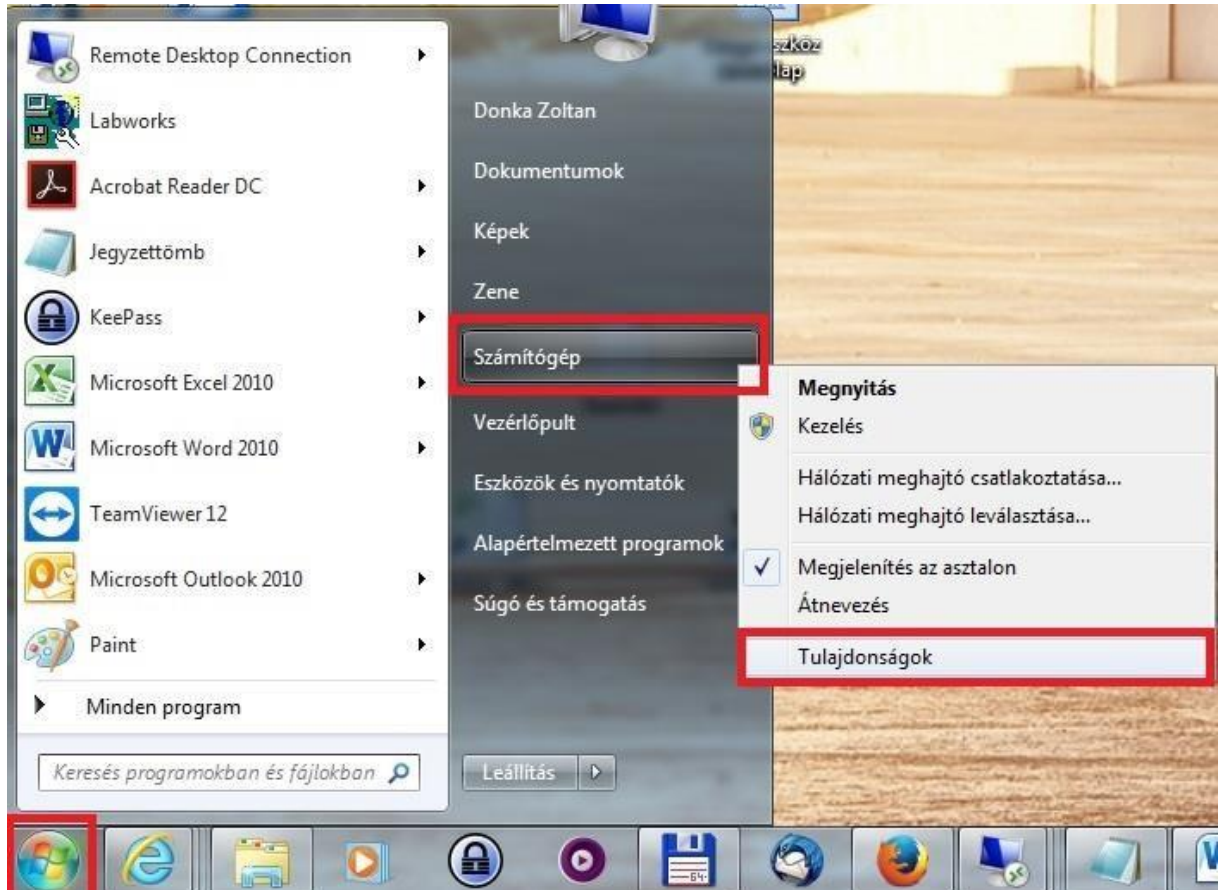 Remote Desktop Connection
Labworks
Acrobat Reader DC
Jegyzettömb
KeePass
Microsoft Excel 2010
Microsoft Word 2010
TeamViewer 12
Microsoft Outlook 2010
Paint
Minden program
Keresés programokban és fájlokban
Donka Zoltan
Dokumentumok
Képek
Zene
Számítógép
Vezérlőpult
Eszközök és nyomtatók
Alapértelmezett programok
Súgó és támogatás
Leállítás
Megnyitás
Kezelés
Hálózati meghajtó csatlakoztatása...
Hálózati meghajtó leválasztása...
Megjelenítés az asztalon
Átnevezés
Tulajdonságok
64